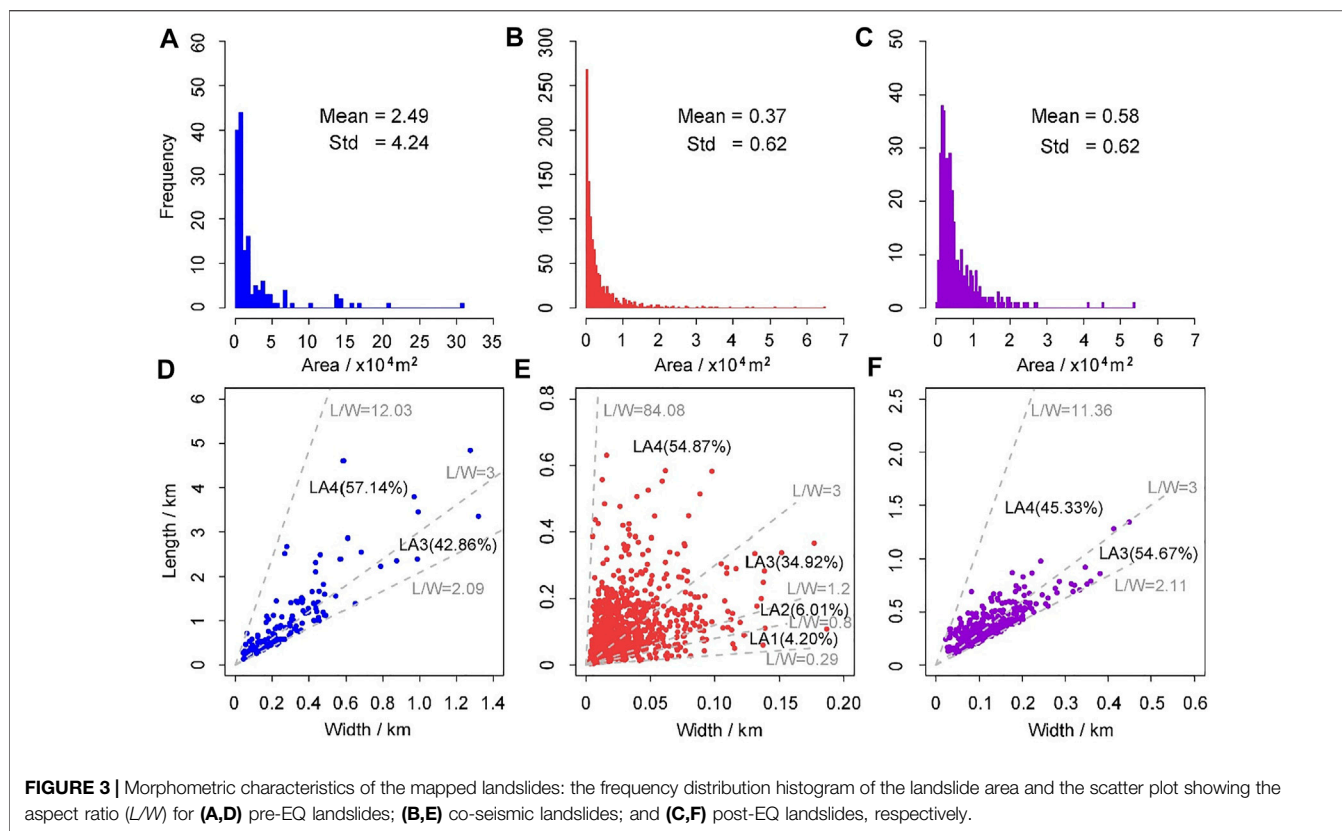 A
B
C
60
50
40
30
20
10
0
Frequency
Mean = 2.49
Std = 4.24
0 5 10 15 20 25 30 35
Area / x10⁴m²
300
250
200
150
100
50
0
Mean = 0.37
Std = 0.62
0 1 2 3 4 5 6 7
Area / x10⁴m²
50
40
30
20
10
0
Mean = 0.58
Std = 0.62
0 1 2 3 4 5 6 7
Area / x10⁴m²
D
E
F
6
5
4
3
2
1
0
Length / km
L/W=12.03
L/W=3
LA4(57.14%)
LA3(42.86%)
L/W=2.09
0 0.2 0.4 0.6 0.8 1.0 1.2 1.4
Width / km
0.8
0.6
0.4
0.2
0
L/W=84.08
LA4(54.87%)
L/W=3
LA3(34.92%)
L/W=1.2
LA2(6.01%)
L/W=0.8
LA1(4.20%)
L/W=0.29
0 0.05 0.10 0.15 0.20
Width / km
2.5
2.0
1.5
1.0
0.5
0
L/W=11.36
L/W=3
LA4(45.33%)
LA3(54.67%)
L/W=2.11
0 0.1 0.2 0.3 0.4 0.5 0.6
Width / km
FIGURE 3 | Morphometric characteristics of the mapped landslides: the frequency distribution histogram of the landslide area and the scatter plot showing the
aspect ratio (L/W) for (A,D) pre-EQ landslides; (B,E) co-seismic landslides; and (C,F) post-EQ landslides, respectively.